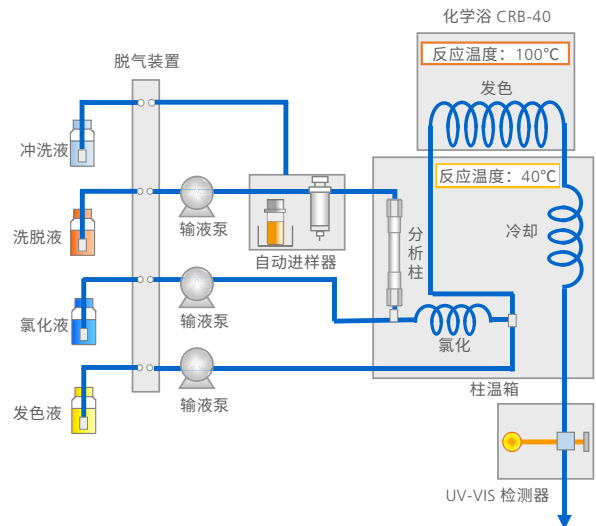 化学浴 CRB-40
反应温度：100℃
脱气装置
发色
冲洗液
反应温度：40℃
洗脱液
输液泵
自动进样器
分析柱
冷却
氯化液
输液泵
氯化
发色液
输液泵
柱温箱
UV-VIS 检测器